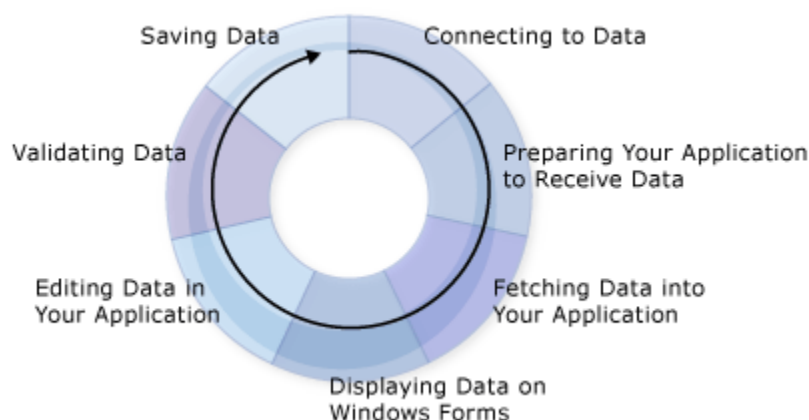 Saving Data
Connecting to Data
Validating Data
Preparing Your Application
to Receive Data
Editing Data in
Your Application
Fetching Data into
Your Application
Displaying Data on
Windows Forms